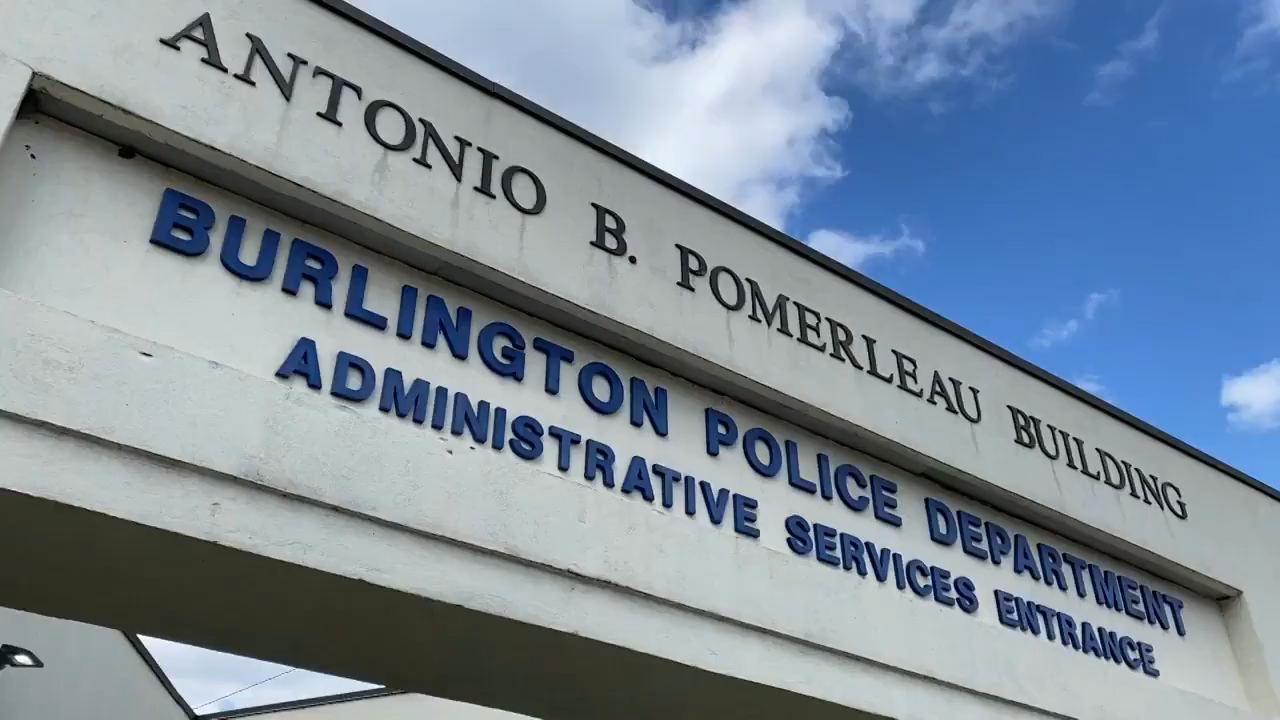 ANTONIO B. POMERLEAU BUILDING
BURLINGTON POLICE DEPARTMENT
ADMINISTRATIVE SERVICES ENTRANCE